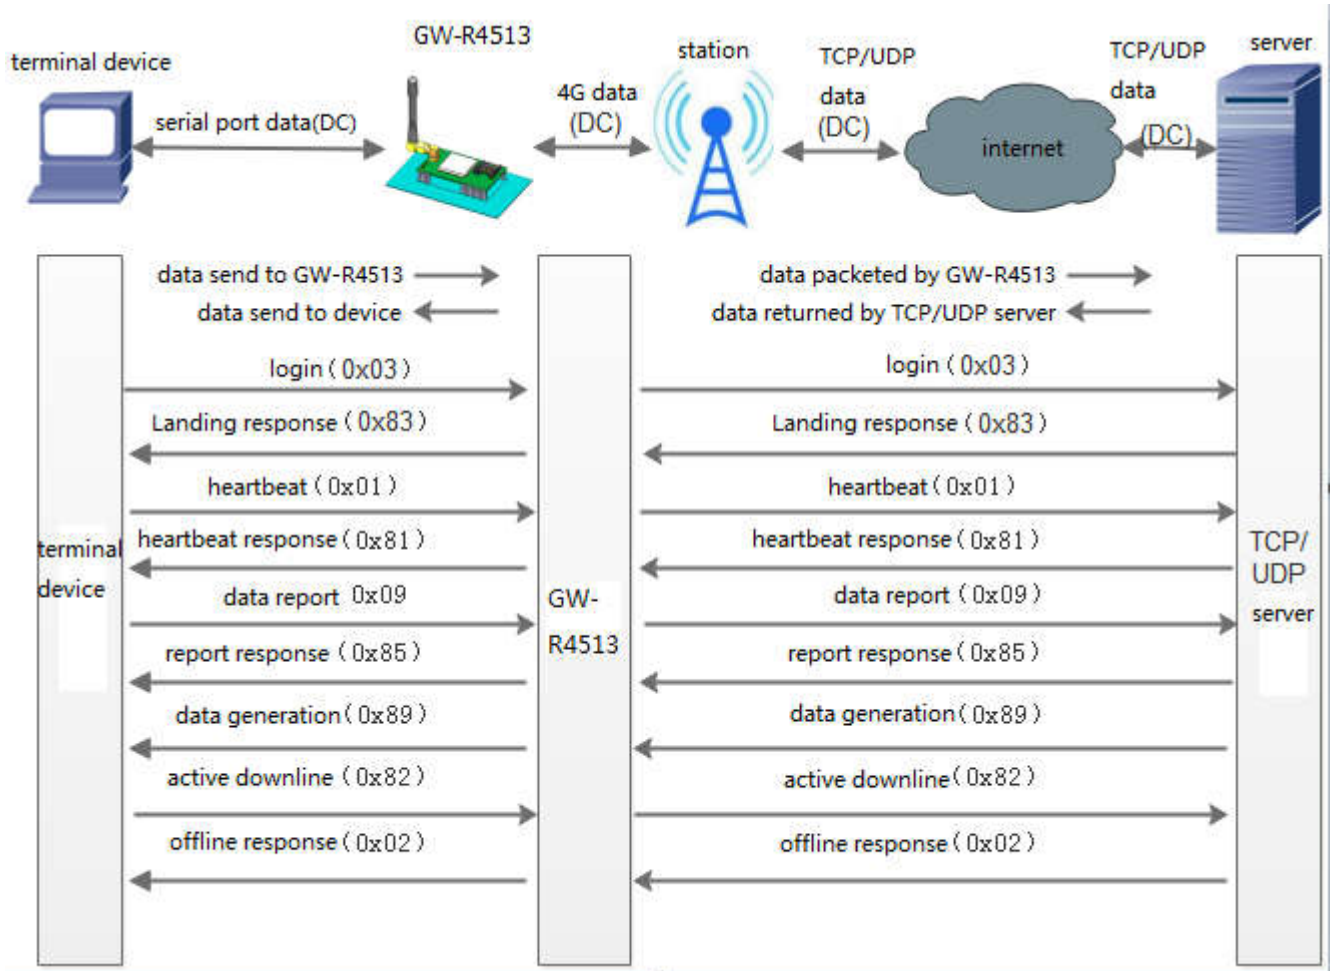 terminal device
GW-R4513
station
TCP/UDP
data
(DC)
TCP/UDP
data
(DC)
server
serial port data(DC)
4G data
(DC)
internet
data send to GW-R4513
data packeted by GW-R4513
data send to device
data returned by TCP/UDP server
login (0x03)
login (0x03)
Landing response (0x83)
Landing response (0x83)
heartbeat (0x01)
heartbeat (0x01)
heartbeat response (0x81)
heartbeat response (0x81)
terminal
device
GW-
R4513
TCP/
UDP
server
data report 0x09
data report (0x09)
report response (0x85)
report response (0x85)
data generation(0x89)
data generation(0x89)
active downline (0x82)
active downline (0x82)
offline response (0x02)
offline response (0x02)